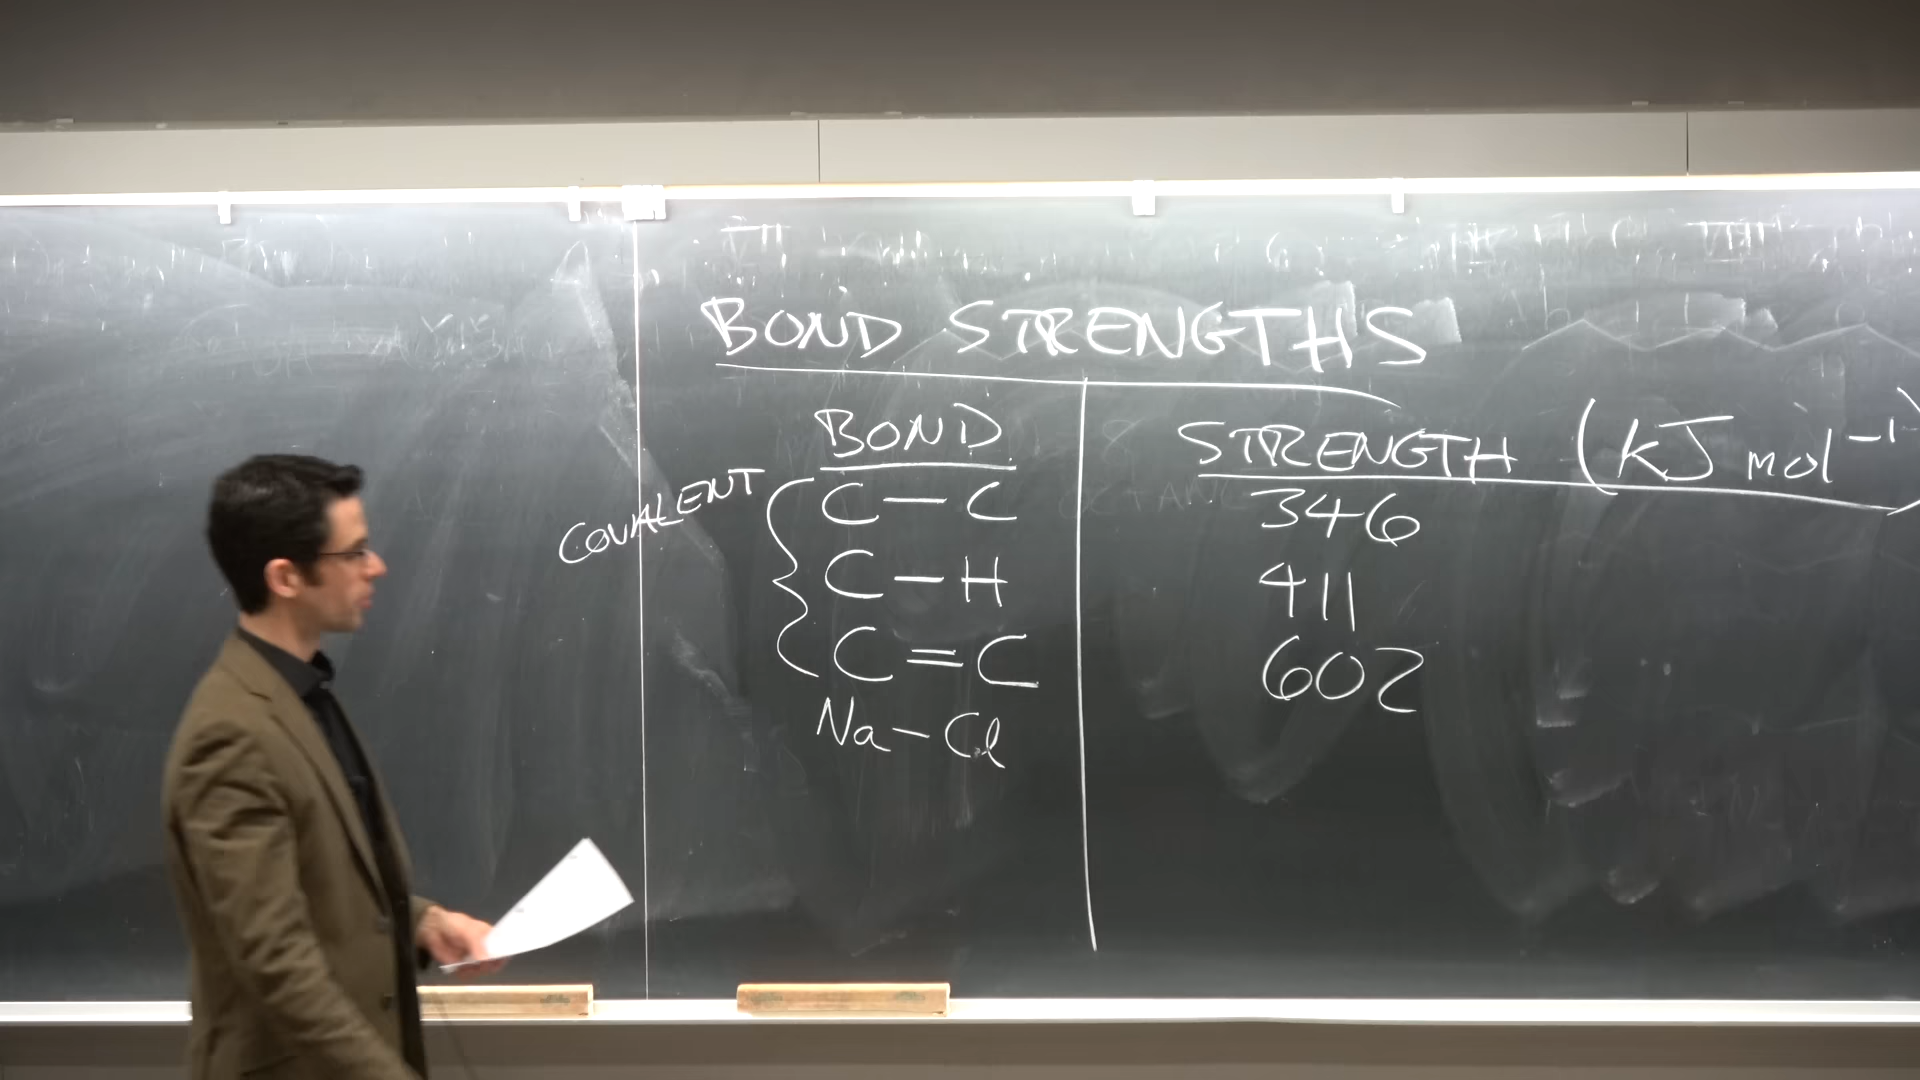 BOND STRENGTHS
BOND
STRENGTH (kJ mol⁻¹)
COVALENT
C – C
346
C – H
411
C = C
602
Na – Cl